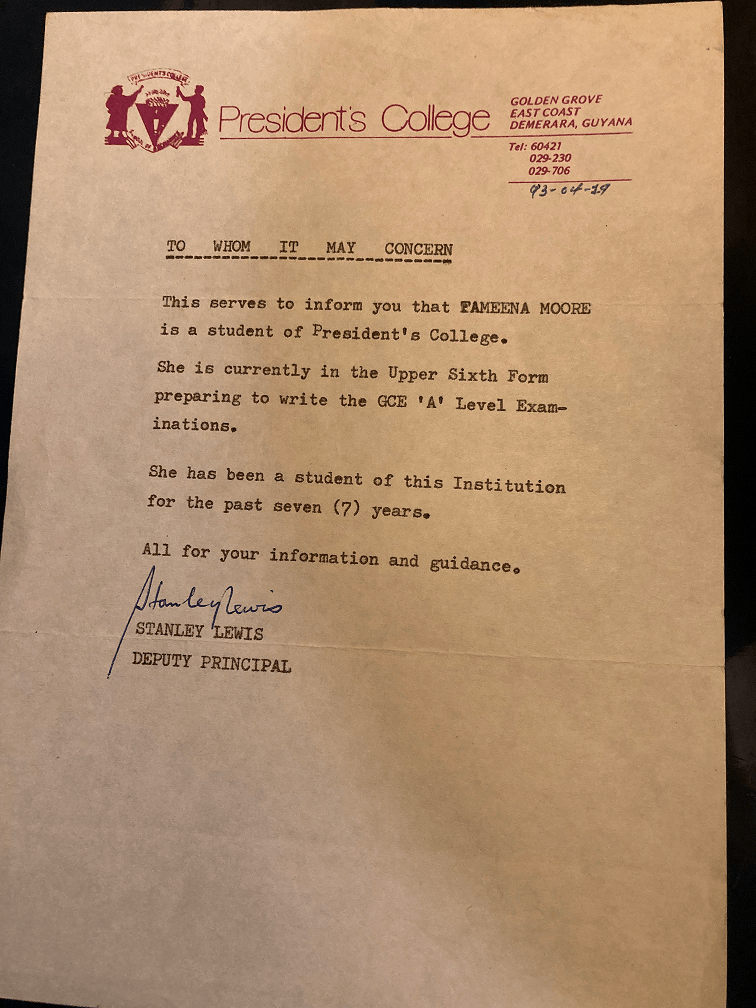 PRESIDENT'S COLLEGE
President's College
GOLDEN GROVE
EAST COAST
DEMERARA, GUYANA
Tel: 60421
029-230
029-706
93-04-29
TO WHOM IT MAY CONCERN
This serves to inform you that FAMEENA MOORE
is a student of President's College.
She is currently in the Upper Sixth Form
preparing to write the GCE 'A' Level Exam-
inations.
She has been a student of this Institution
for the past seven (7) years.
All for your information and guidance.
Stanley Lewis
STANLEY LEWIS
DEPUTY PRINCIPAL